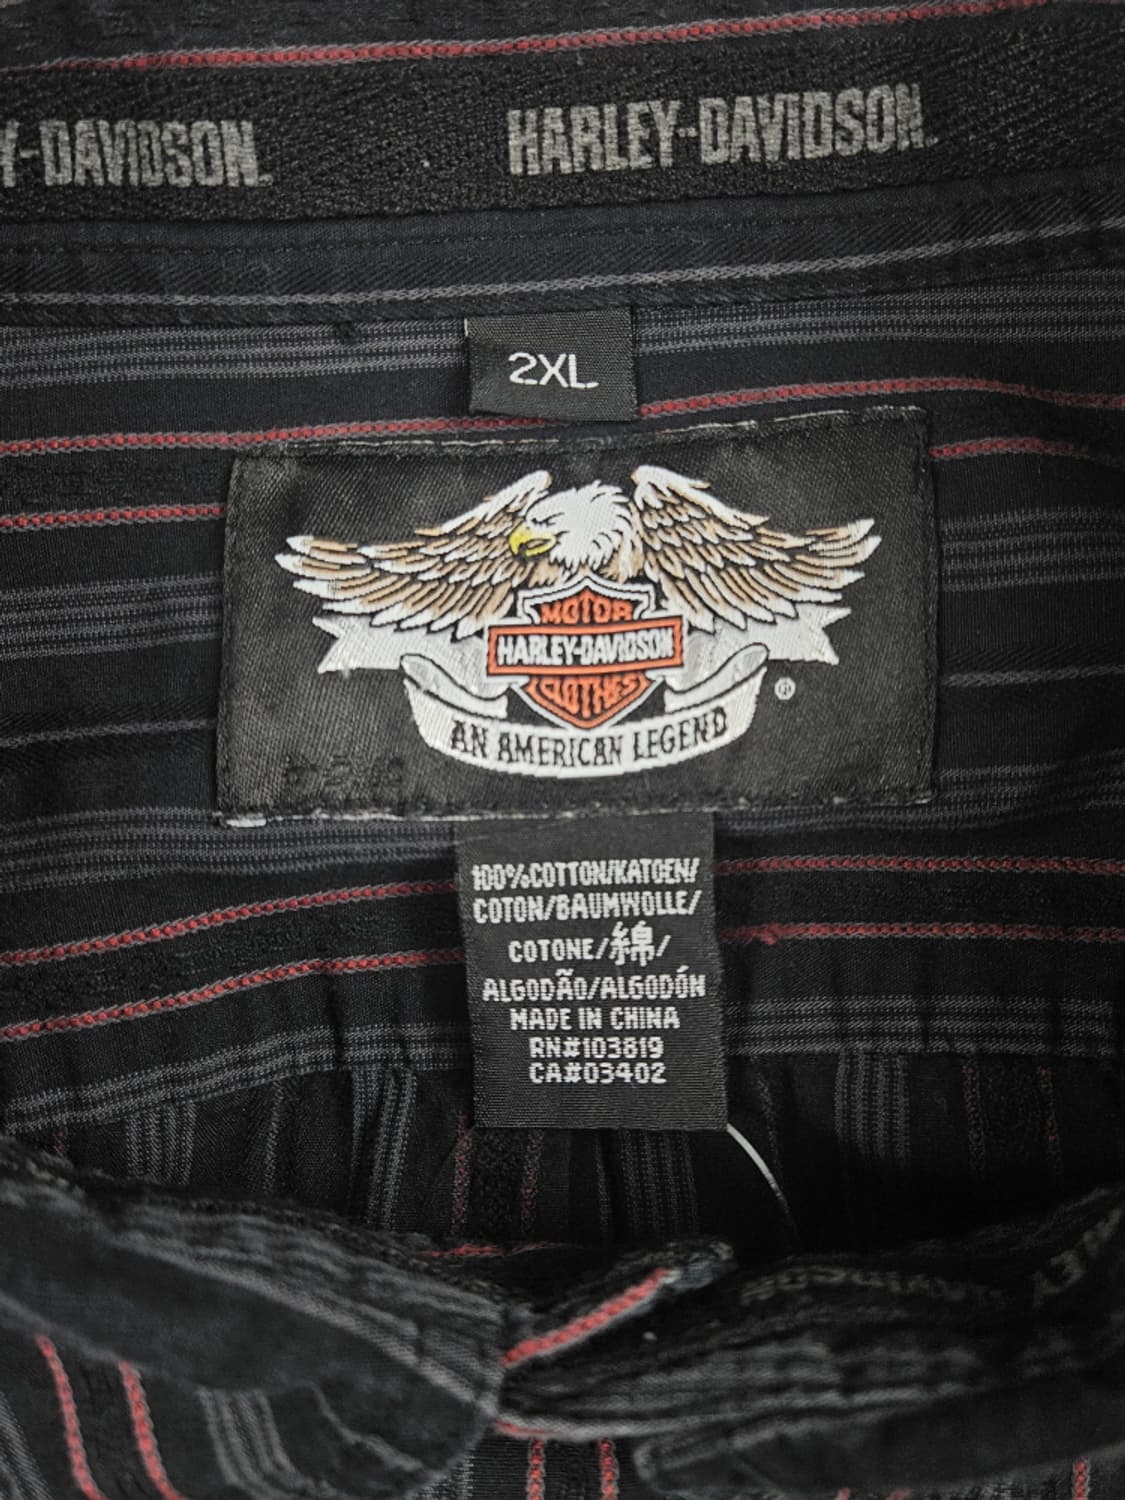 Y-DAVIDSON.
HARLEY-DAVIDSON.
2XL
MOTOR
HARLEY-DAVIDSON
CLOTHES
®
AN AMERICAN LEGEND
100%COTTON/KATOEN/
COTON/BAUMWOLLE/
COTONE/綿/
ALGODÃO/ALGODÓN
MADE IN CHINA
RN#103819
CA#03402